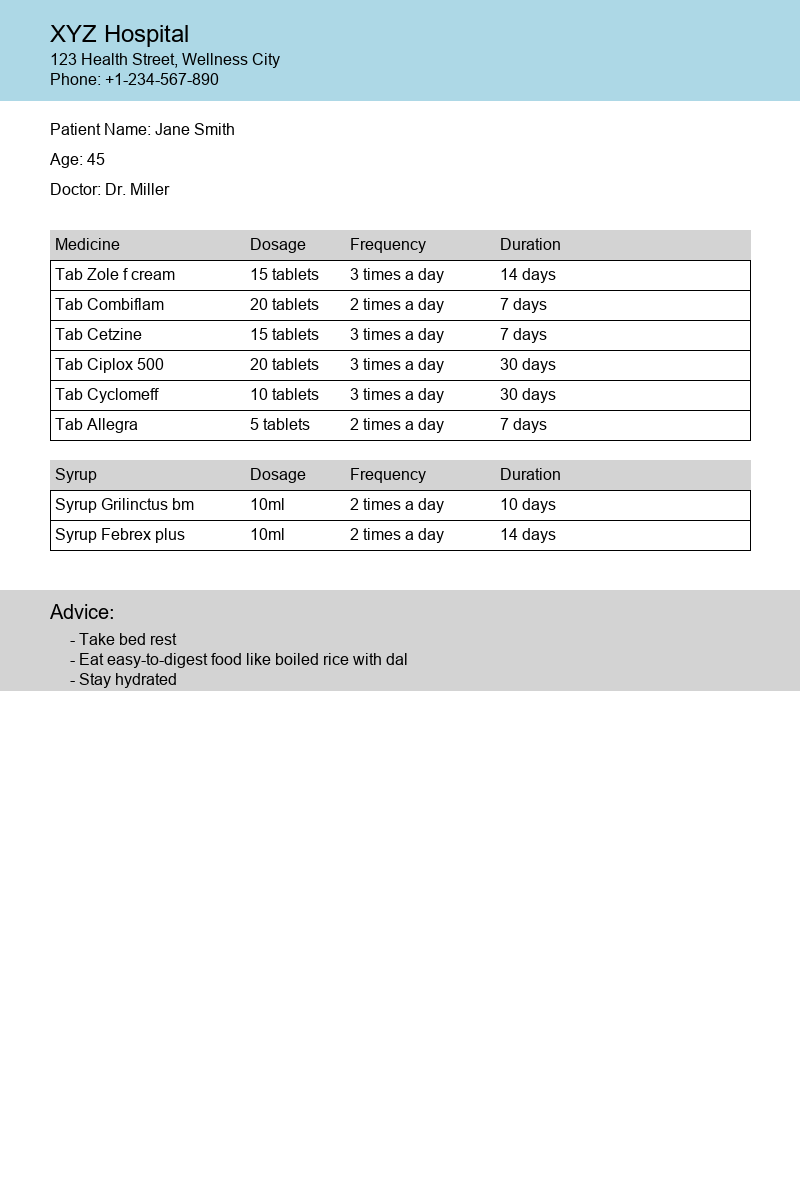 XYZ Hospital
123 Health Street, Wellness City
Phone: +1-234-567-890
Patient Name: Jane Smith
Age: 45
Doctor: Dr. Miller
Medicine Dosage Frequency Duration
Tab Zole f cream 15 tablets 3 times a day 14 days
Tab Combiflam 20 tablets 2 times a day 7 days
Tab Cetzine 15 tablets 3 times a day 7 days
Tab Ciplox 500 20 tablets 3 times a day 30 days
Tab Cyclomeff 10 tablets 3 times a day 30 days
Tab Allegra 5 tablets 2 times a day 7 days
Syrup Dosage Frequency Duration
Syrup Grilinctus bm 10ml 2 times a day 10 days
Syrup Febrex plus 10ml 2 times a day 14 days
Advice:
- Take bed rest
- Eat easy-to-digest food like boiled rice with dal
- Stay hydrated